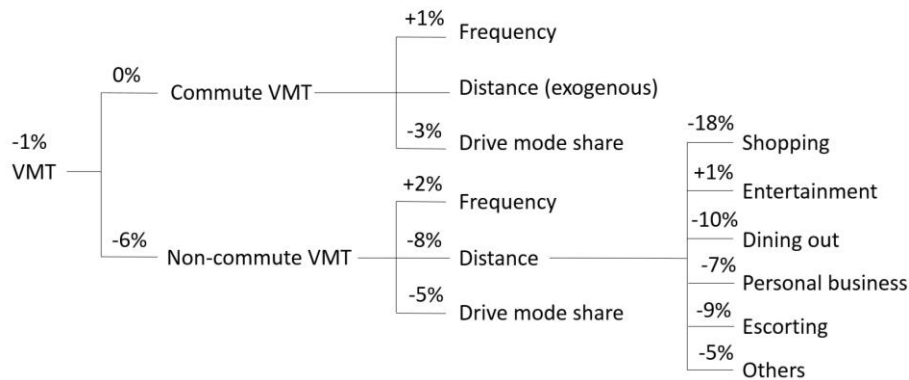 -1%
VMT
0%
Commute VMT
+1%
Frequency
Distance (exogenous)
-3%
Drive mode share
-6%
Non-commute VMT
+2%
Frequency
-8%
Distance
-5%
Drive mode share
-18%
Shopping
+1%
Entertainment
-10%
Dining out
-7%
Personal business
-9%
Escorting
-5%
Others